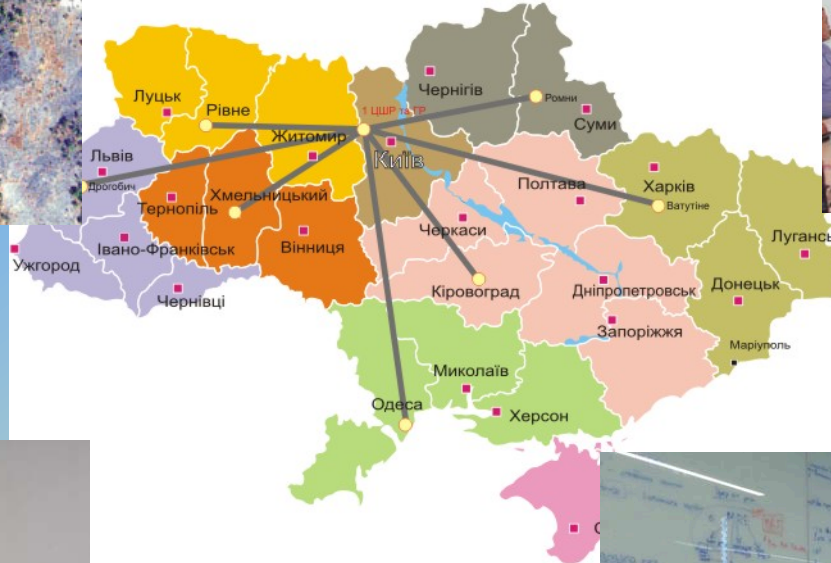 Чернігів
Луцьк
Рівне
1 ЦШР та ГР
Ромни
Суми
Житомир
Київ
Львів
Дрогобич
Тернопіль
Хмельницький
Полтава
Харків
Ватутіне
Черкаси
Вінниця
Івано-Франківськ
Ужгород
Лугансь
Кіровоград
Дніпропетровськ
Донецьк
Чернівці
Запоріжжя
Маріуполь
Миколаїв
Одеса
Херсон